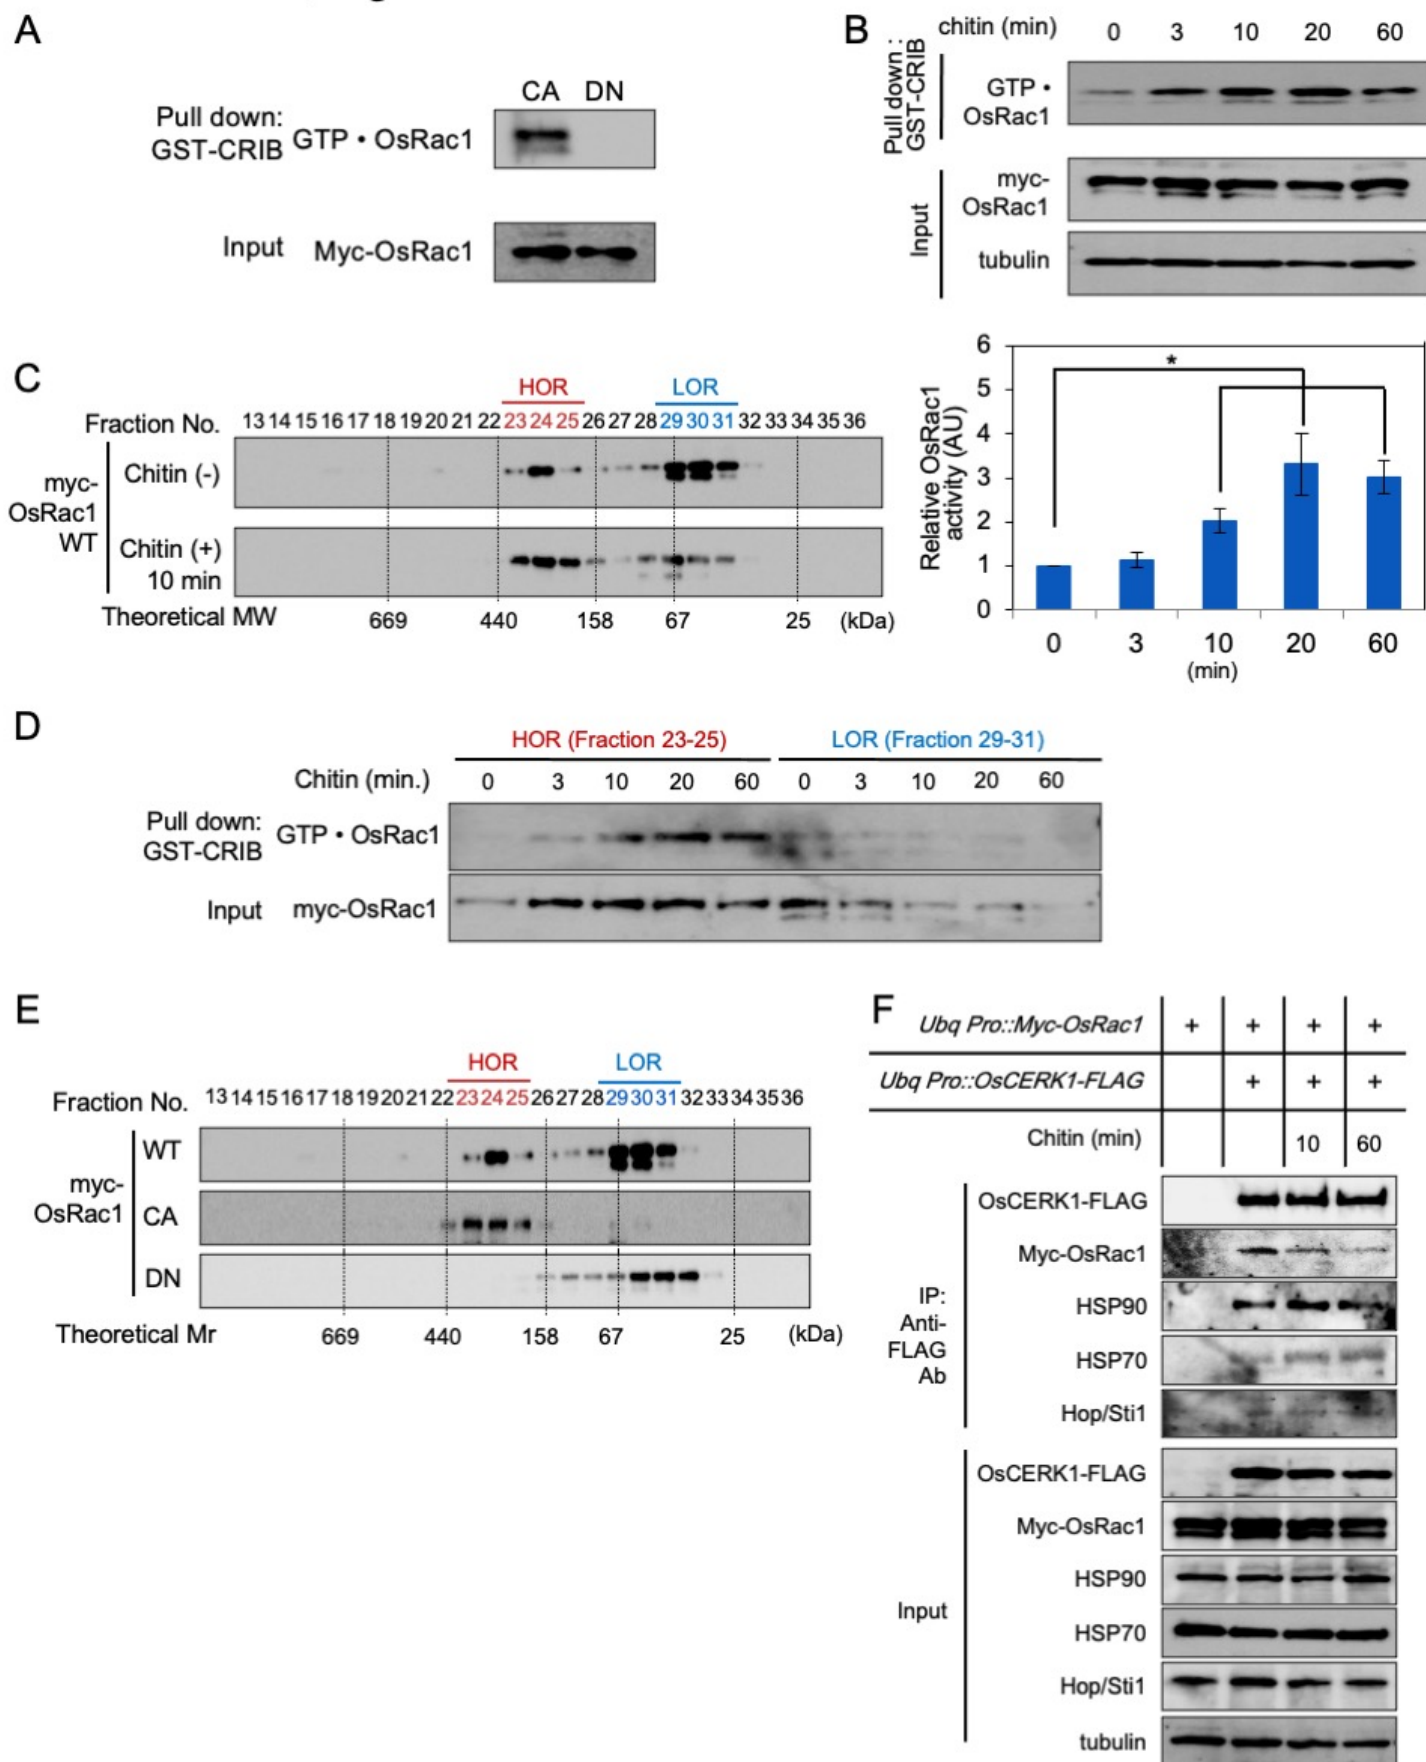 A
CA DN
Pull down:
GST-CRIB
GTP • OsRac1
Input
Myc-OsRac1
B
chitin (min) 0 3 10 20 60
Pull down :
GST-CRIB
GTP •
OsRac1
Input
myc-
OsRac1
tubulin
6
5
4
3
2
1
0
*
Relative OsRac1
activity (AU)
0 3 10 20 60
(min)
C
HOR LOR
Fraction No. 13 14 15 16 17 18 19 20 21 22 23 24 25 26 27 28 29 30 31 32 33 34 35 36
myc-
OsRac1
WT
Chitin (-)
Chitin (+)
10 min
Theoretical MW 669 440 158 67 25 (kDa)
D
HOR (Fraction 23-25) LOR (Fraction 29-31)
Chitin (min.) 0 3 10 20 60 0 3 10 20 60
Pull down:
GST-CRIB
GTP • OsRac1
Input myc-OsRac1
E
HOR LOR
Fraction No. 13 14 15 16 17 18 19 20 21 22 23 24 25 26 27 28 29 30 31 32 33 34 35 36
myc-
OsRac1
WT
CA
DN
Theoretical Mr 669 440 158 67 25 (kDa)
F
Ubq Pro::Myc-OsRac1 + + + +
Ubq Pro::OsCERK1-FLAG + + +
Chitin (min) 10 60
IP:
Anti-
FLAG
Ab
OsCERK1-FLAG
Myc-OsRac1
HSP90
HSP70
Hop/Sti1
Input
OsCERK1-FLAG
Myc-OsRac1
HSP90
HSP70
Hop/Sti1
tubulin